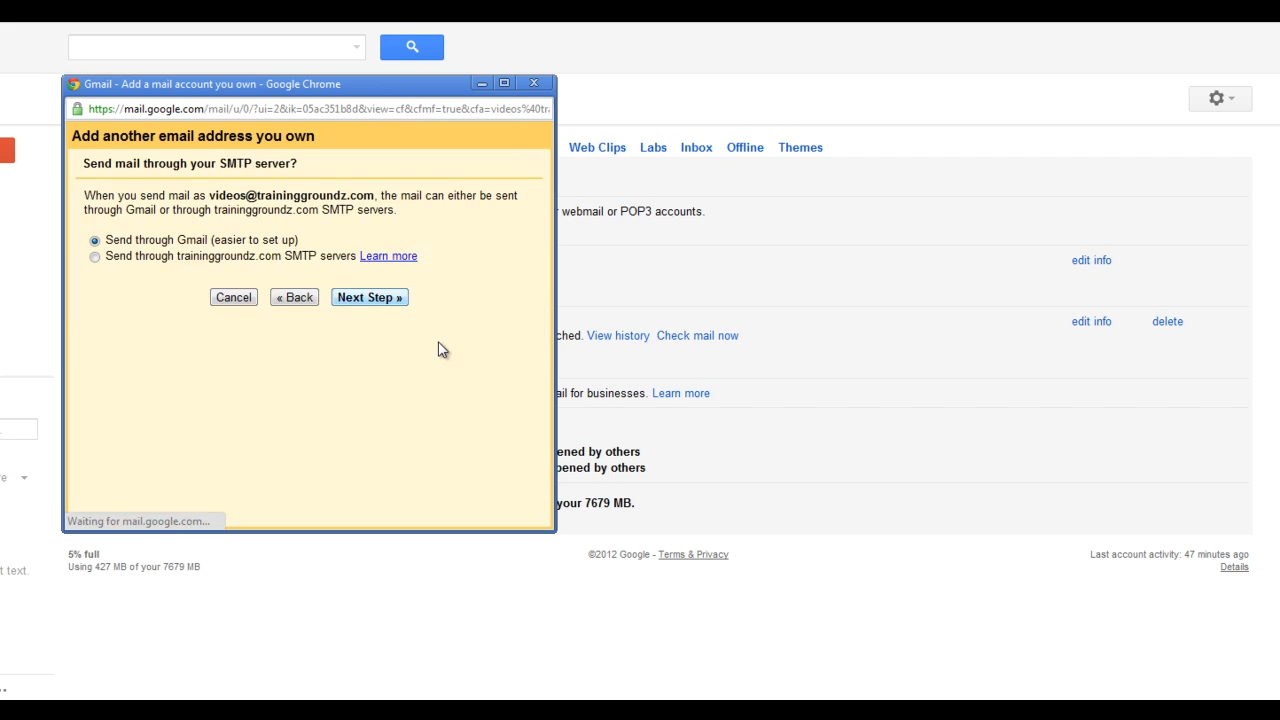 Gmail - Add a mail account you own - Google Chrome
https://mail.google.com/mail/u/0/?ui=2&ik=05ac351b8d&view=cf&cfmf=true&cfa=videos%40tr
Add another email address you own
Send mail through your SMTP server?
When you send mail as videos@traininggroundz.com, the mail can either be sent
through Gmail or through traininggroundz.com SMTP servers.
Send through Gmail (easier to set up)
Send through traininggroundz.com SMTP servers Learn more
Cancel « Back Next Step »
Waiting for mail.google.com...
Web Clips Labs Inbox Offline Themes
webmail or POP3 accounts.
edit info
edit info delete
ched. View history Check mail now
ail for businesses. Learn more
ened by others
pened by others
your 7679 MB.
re
t text.
5% full
Using 427 MB of your 7679 MB
©2012 Google - Terms & Privacy
Last account activity: 47 minutes ago
Details